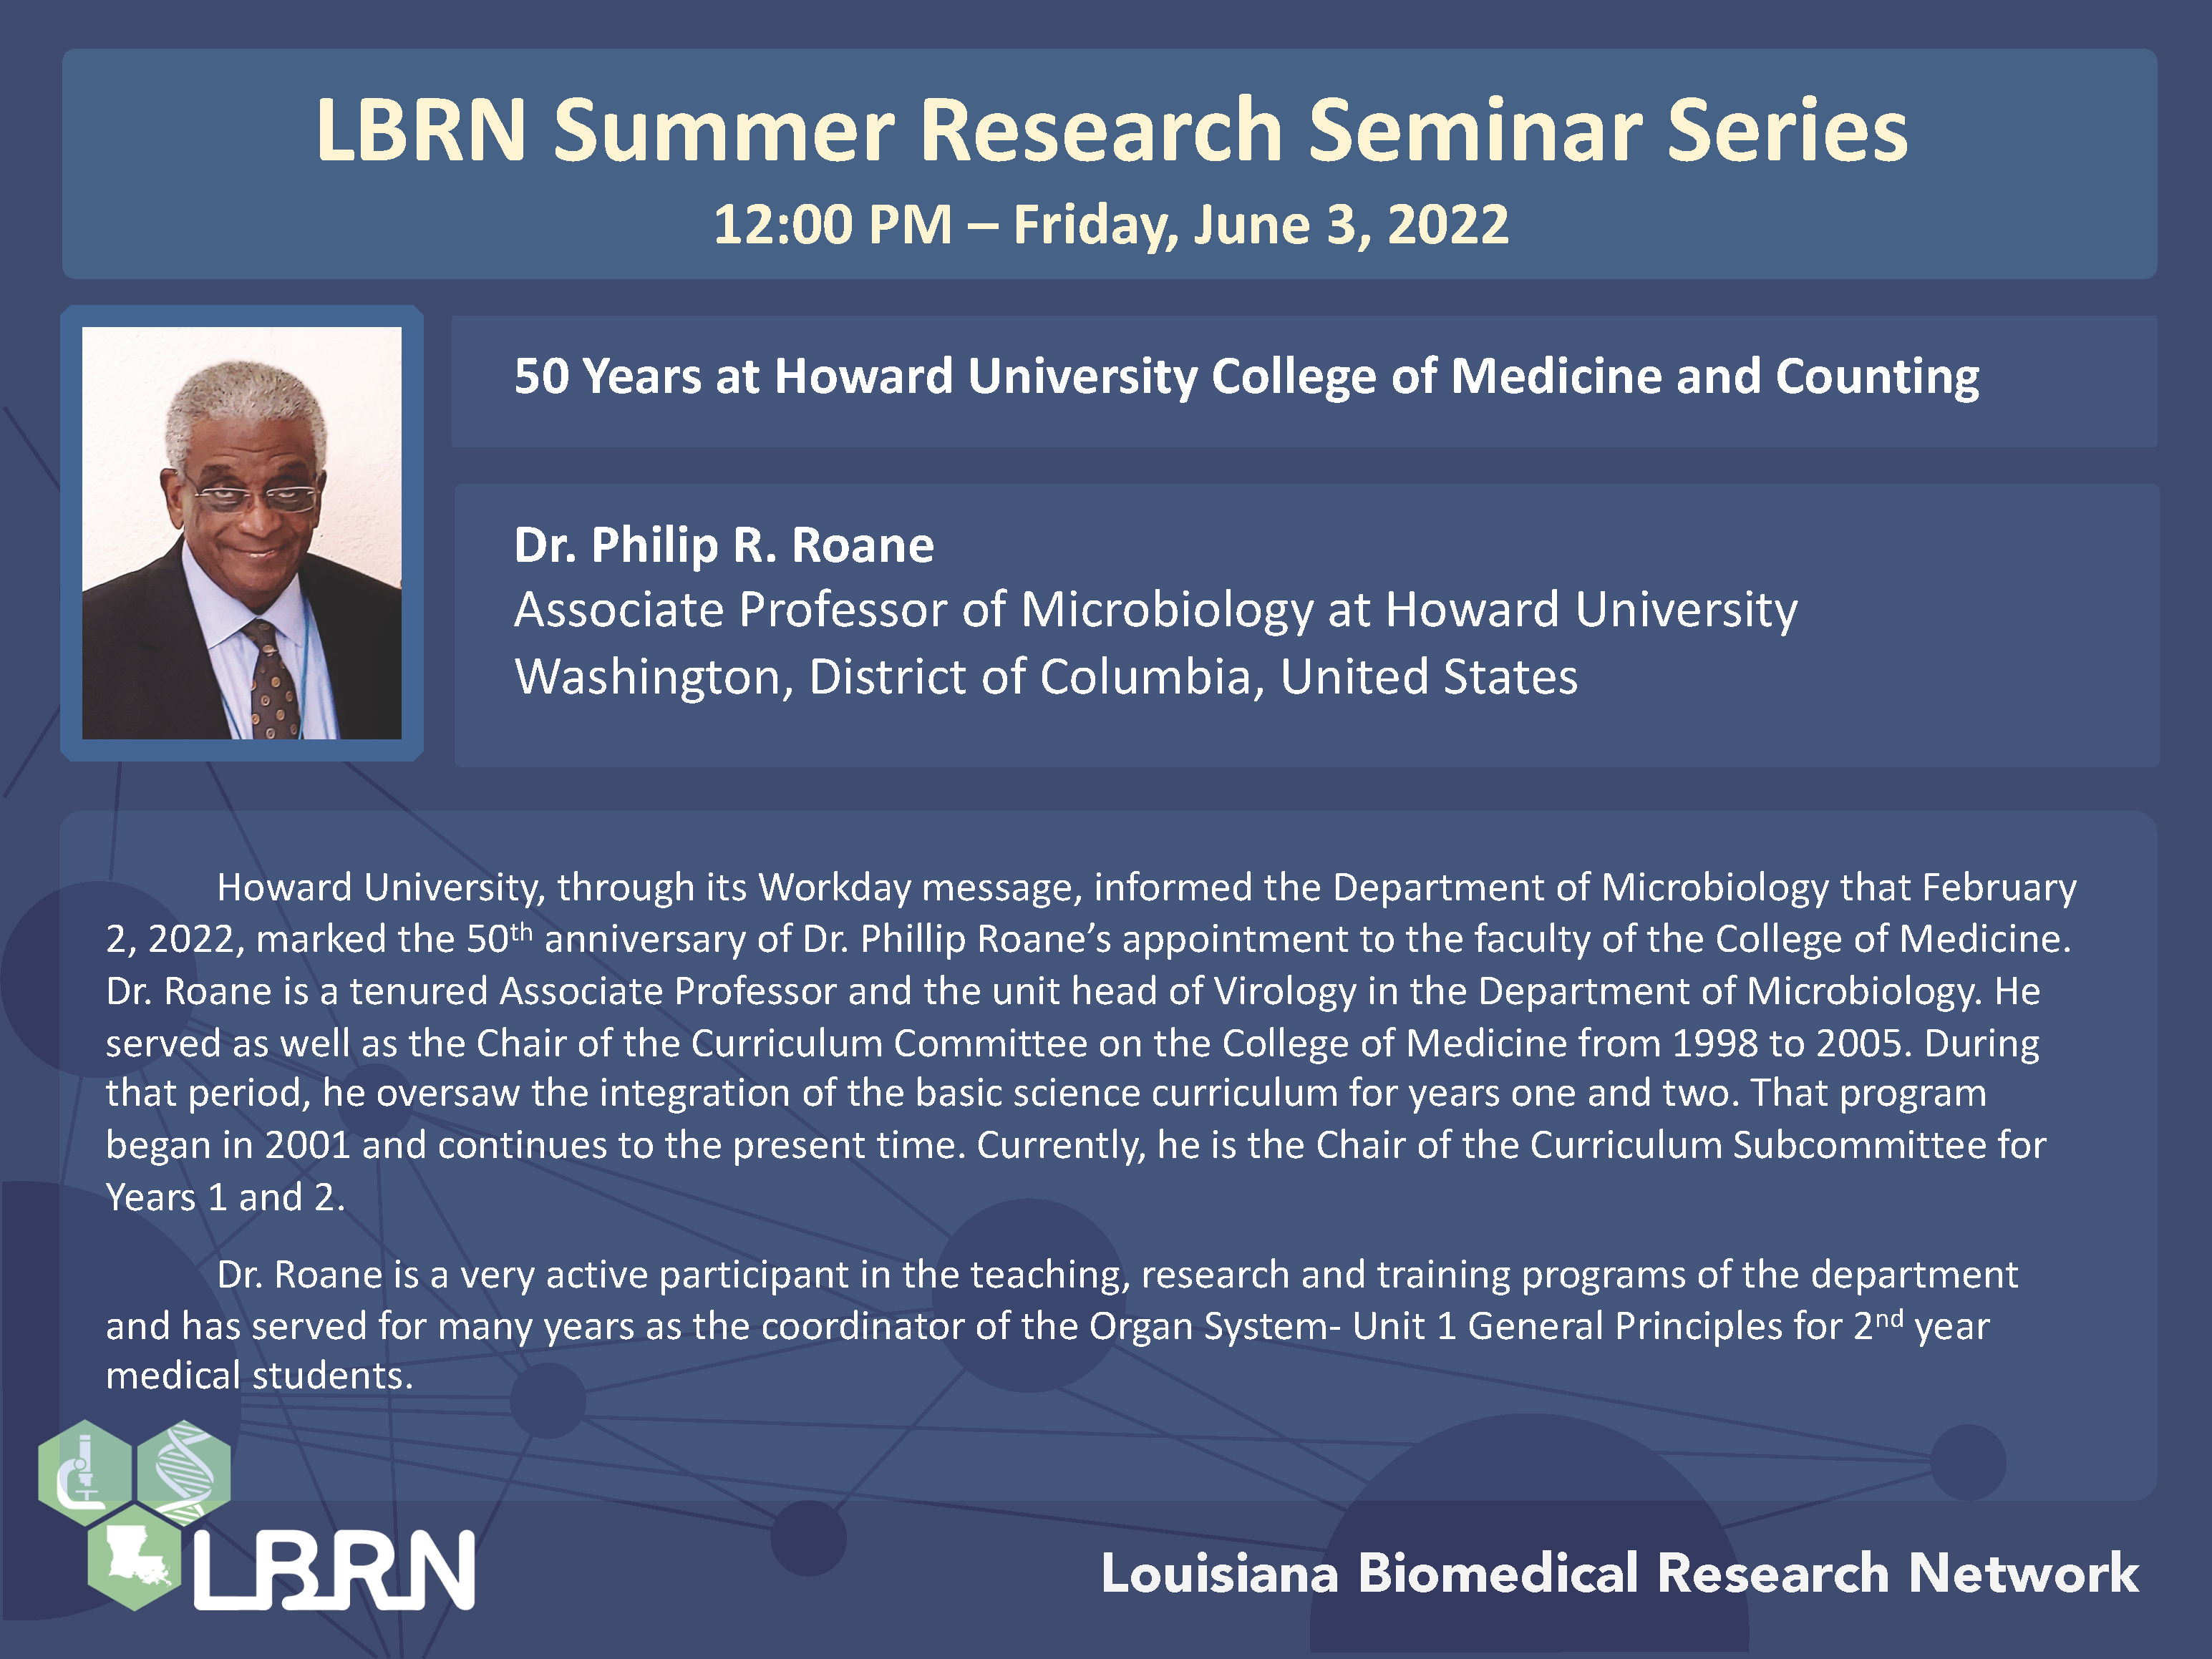 LBRN Summer Research Seminar Series
12:00 PM – Friday, June 3, 2022
50 Years at Howard University College of Medicine and Counting
Dr. Philip R. Roane
Associate Professor of Microbiology at Howard University
Washington, District of Columbia, United States
Howard University, through its Workday message, informed the Department of Microbiology that February
2, 2022, marked the 50th anniversary of Dr. Phillip Roane’s appointment to the faculty of the College of Medicine.
Dr. Roane is a tenured Associate Professor and the unit head of Virology in the Department of Microbiology. He
served as well as the Chair of the Curriculum Committee on the College of Medicine from 1998 to 2005. During
that period, he oversaw the integration of the basic science curriculum for years one and two. That program
began in 2001 and continues to the present time. Currently, he is the Chair of the Curriculum Subcommittee for
Years 1 and 2.
Dr. Roane is a very active participant in the teaching, research and training programs of the department
and has served for many years as the coordinator of the Organ System- Unit 1 General Principles for 2nd year
medical students.
LBRN
Louisiana Biomedical Research Network